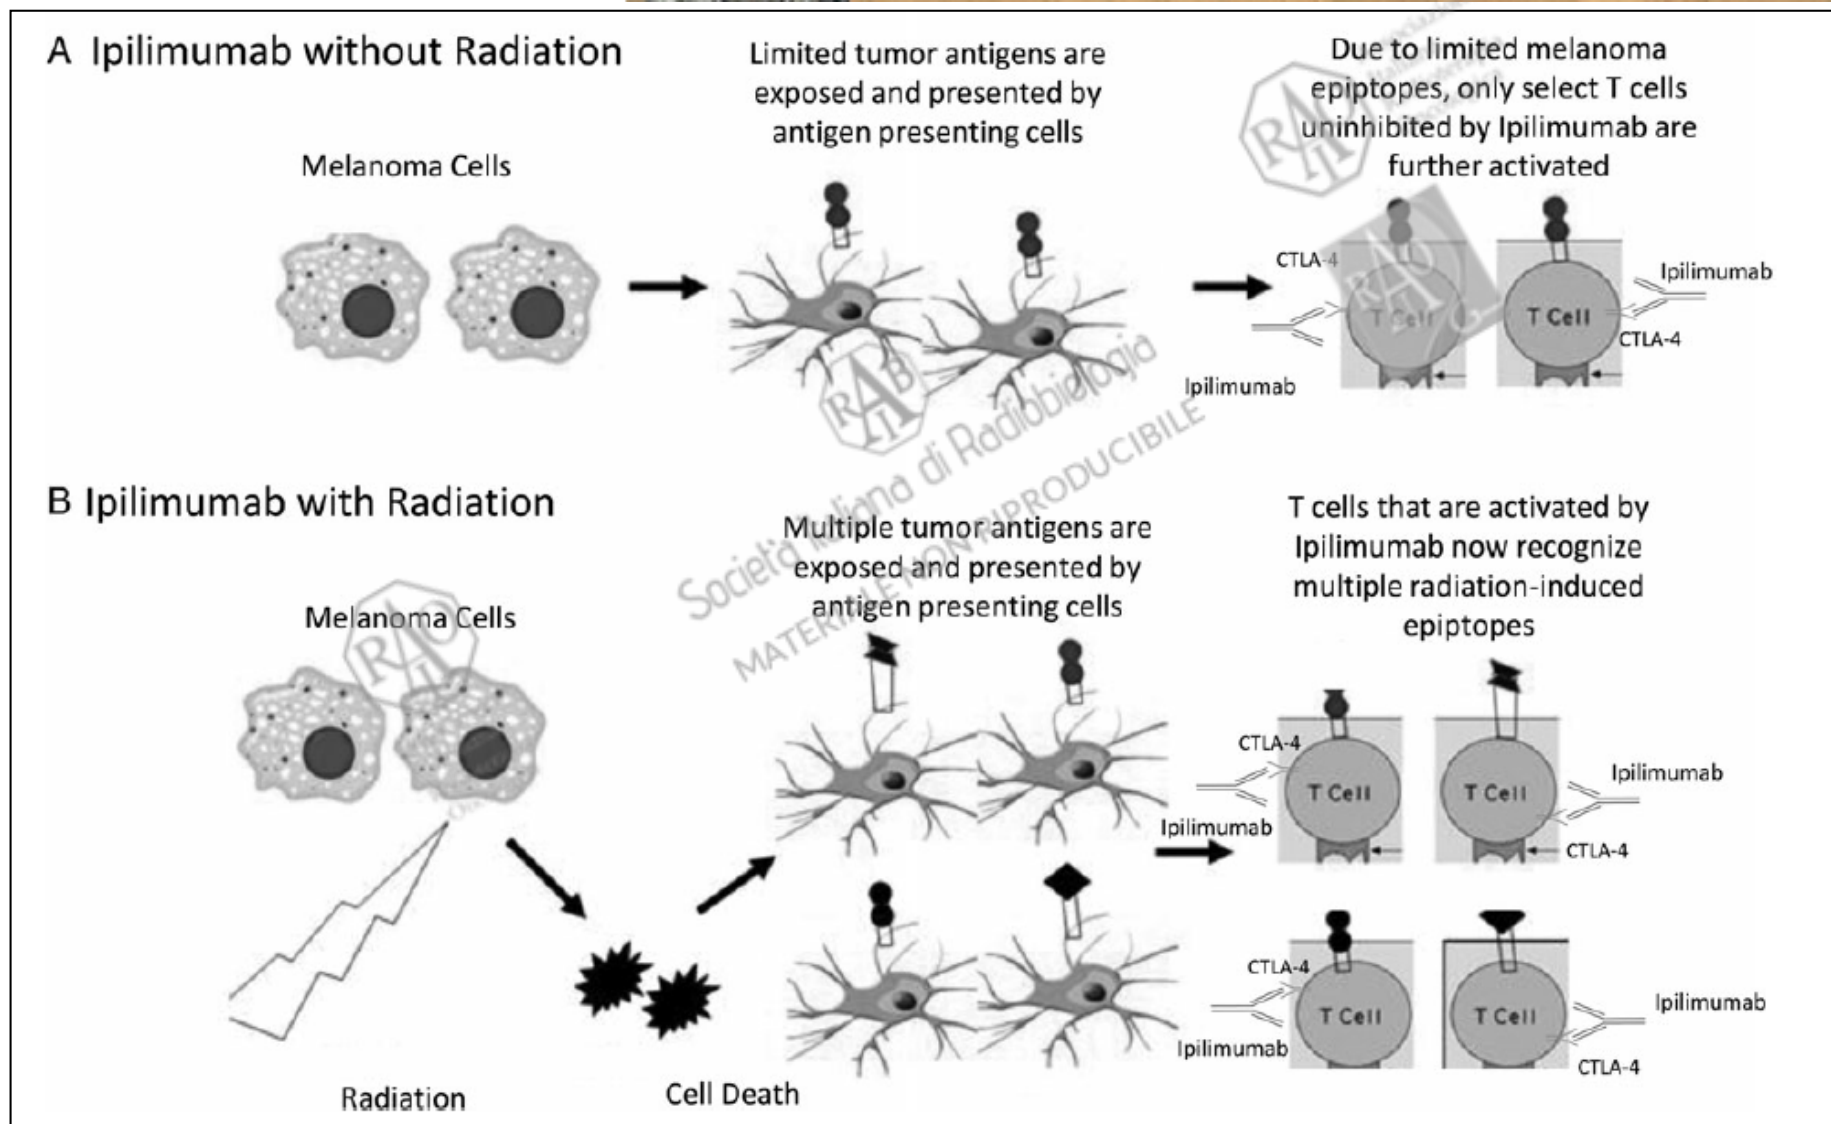 A Ipilimumab without Radiation
Limited tumor antigens are
exposed and presented by
antigen presenting cells
Due to limited melanoma
epiptopes, only select T cells
uninhibited by Ipilimumab are
further activated
Melanoma Cells
CTLA-4
Ipilimumab
T Cell
T Cell
CTLA-4
Ipilimumab
B Ipilimumab with Radiation
Multiple tumor antigens are
exposed and presented by
antigen presenting cells
T cells that are activated by
Ipilimumab now recognize
multiple radiation-induced
epiptopes
Melanoma Cells
CTLA-4
T Cell
T Cell
Ipilimumab
Ipilimumab
CTLA-4
CTLA-4
T Cell
T Cell
Ipilimumab
Ipilimumab
CTLA-4
Radiation
Cell Death
AIRO
AIRB
Società Italiana di Radiobiologia
MATERIALE NON RIPRODUCIBILE
AIRO
AIRO